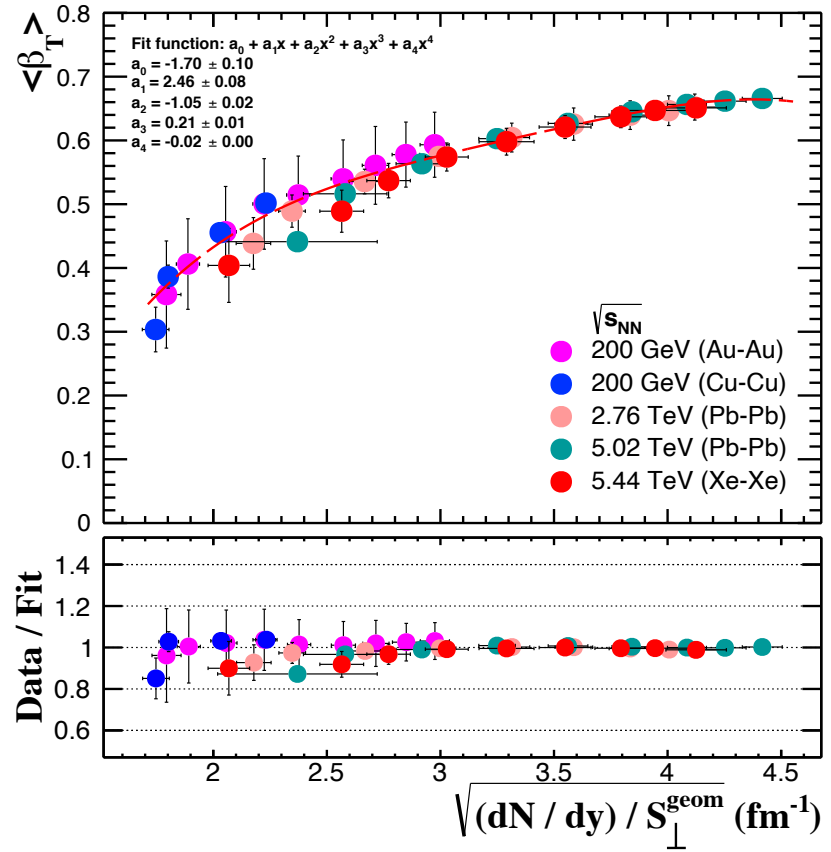 <β_T>
0.8
0.7
0.6
0.5
0.4
0.3
0.2
0.1
0
Fit function: a₀ + a₁x + a₂x² + a₃x³ + a₄x⁴
a₀ = -1.70 ± 0.10
a₁ = 2.46 ± 0.08
a₂ = -1.05 ± 0.02
a₃ = 0.21 ± 0.01
a₄ = -0.02 ± 0.00
√s_NN
200 GeV (Au-Au)
200 GeV (Cu-Cu)
2.76 TeV (Pb-Pb)
5.02 TeV (Pb-Pb)
5.44 TeV (Xe-Xe)
Data / Fit
1.4
1.2
1
0.8
0.6
2 2.5 3 3.5 4 4.5
√(dN / dy) / S⊥^geom (fm⁻¹)